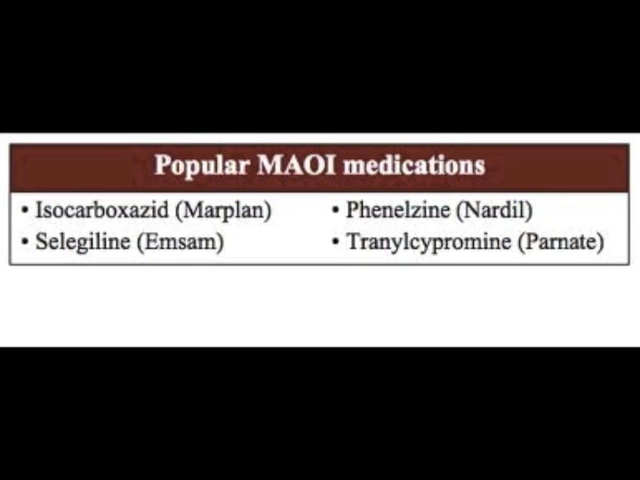 Popular MAOI medications
• Isocarboxazid (Marplan)
• Selegiline (Emsam)
• Phenelzine (Nardil)
• Tranylcypromine (Parnate)